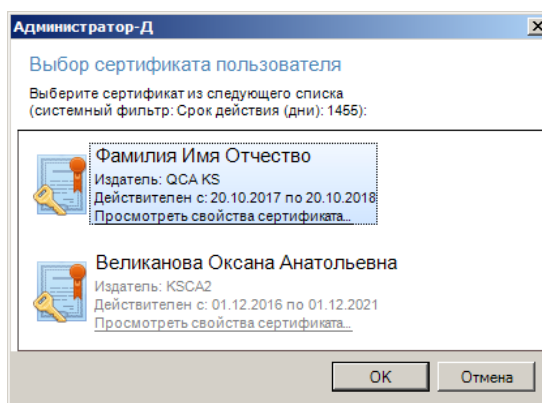 Администратор-Д
Выбор сертификата пользователя
Выберите сертификат из следующего списка
(системный фильтр: Срок действия (дни): 1455):
Фамилия Имя Отчество
Издатель: QCA KS
Действителен с: 20.10.2017 по 20.10.2018
Просмотреть свойства сертификата...
Великанова Оксана Анатольевна
Издатель: KSCA2
Действителен с: 01.12.2016 по 01.12.2021
Просмотреть свойства сертификата...
OK
Отмена